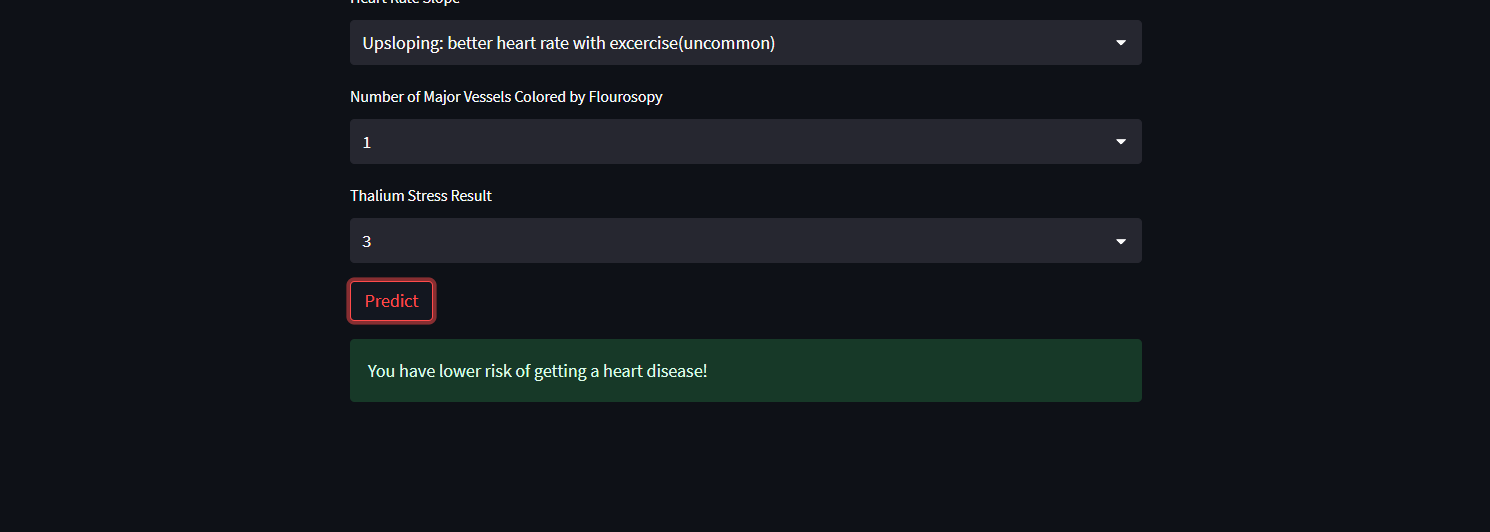 Heart Rate Slope
Upsloping: better heart rate with excercise(uncommon)
Number of Major Vessels Colored by Flourosopy
1
Thalium Stress Result
3
Predict
You have lower risk of getting a heart disease!